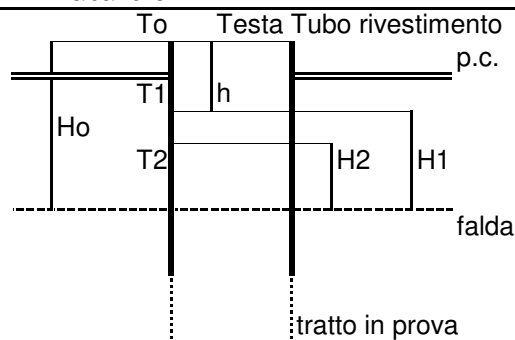 To Testa Tubo rivestimento
p.c.
T1 h
Ho
T2 H2 H1
falda
tratto in prova